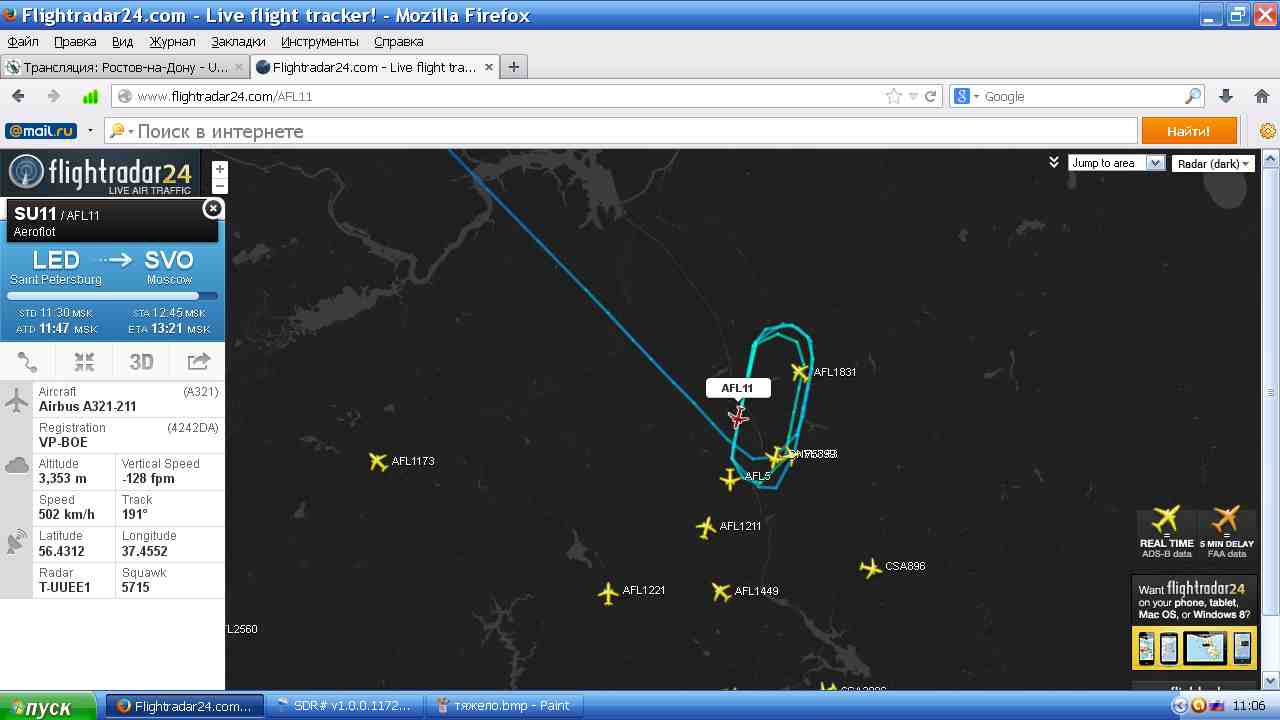 Flightradar24.com - Live flight tracker! - Mozilla Firefox
Файл Правка Вид Журнал Закладки Инструменты Справка
Трансляция: Ростов-на-Дону - U... Flightradar24.com - Live flight tra...
www.flightradar24.com/AFL11 Google
@mail.ru Поиск в интернете Найти!
flightradar24
LIVE AIR TRAFFIC
Jump to area Radar (dark)
SU11 / AFL11
Aeroflot
LED SVO
Saint Petersburg Moscow
STD 11:30 MSK STA 12:45 MSK
ATD 11:47 MSK ETA 13:21 MSK
3D
Aircraft (A321)
Airbus A321-211
Registration (4242DA)
VP-BOE
Altitude Vertical Speed
3,353 m -128 fpm
Speed Track
502 km/h 191°
Latitude Longitude
56.4312 37.4552
Radar Squawk
T-UUEE1 5715
AFL1831
AFL11
AFL1173
AFL5
AFL1211
CSA896
AFL1221
AFL1449
FL2560
REAL TIME
ADS-B data
5 MIN DELAY
FAA data
Want flightradar24
on your phone, tablet,
Mac OS, or Windows 8?
пуск Flightradar24.com... SDR# v1.0.0.1172... тяжело.bmp - Paint 11:06